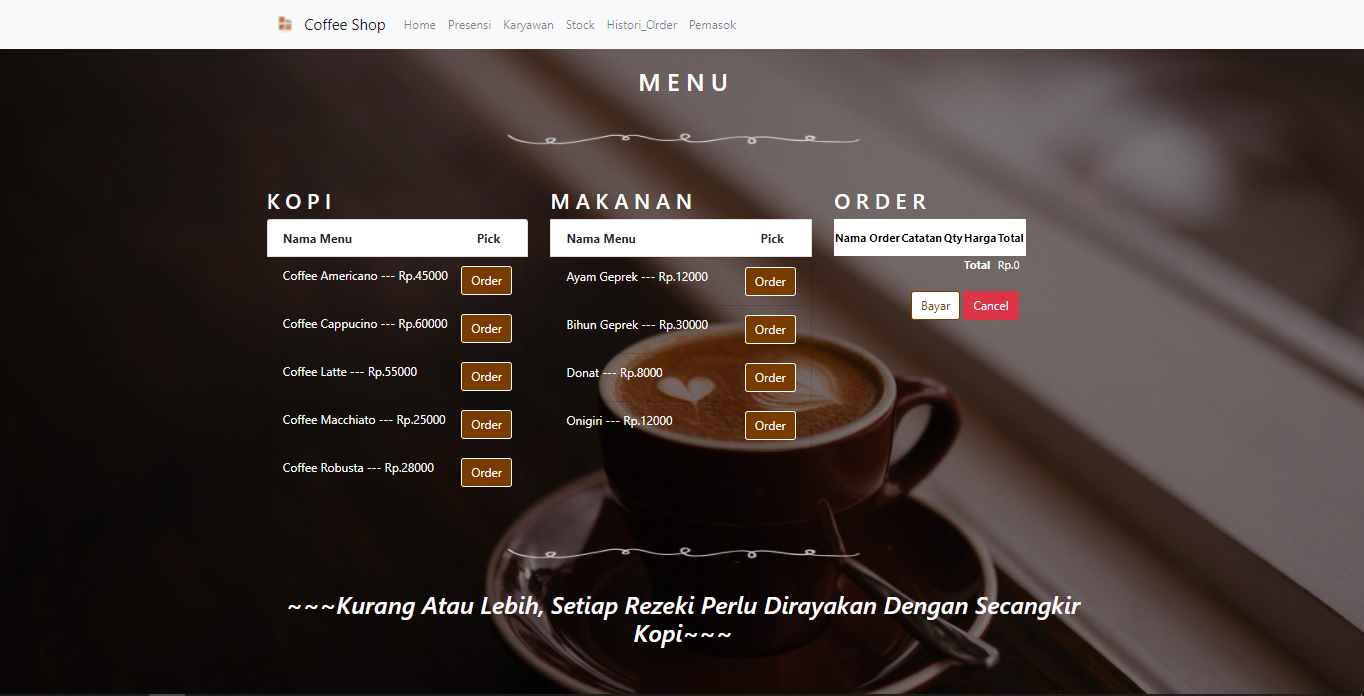 Coffee Shop Home Presensi Karyawan Stock Histori_Order Pemasok
MENU
KOPI
Nama Menu Pick
Coffee Americano --- Rp.45000 Order
Coffee Cappucino --- Rp.60000 Order
Coffee Latte --- Rp.55000 Order
Coffee Macchiato --- Rp.25000 Order
Coffee Robusta --- Rp.28000 Order
MAKANAN
Nama Menu Pick
Ayam Geprek --- Rp.12000 Order
Bihun Geprek --- Rp.30000 Order
Donat --- Rp.8000 Order
Onigiri --- Rp.12000 Order
ORDER
Nama Order Catatan Qty Harga Total
Total Rp.0
Bayar Cancel
~~~Kurang Atau Lebih, Setiap Rezeki Perlu Dirayakan Dengan Secangkir
Kopi~~~